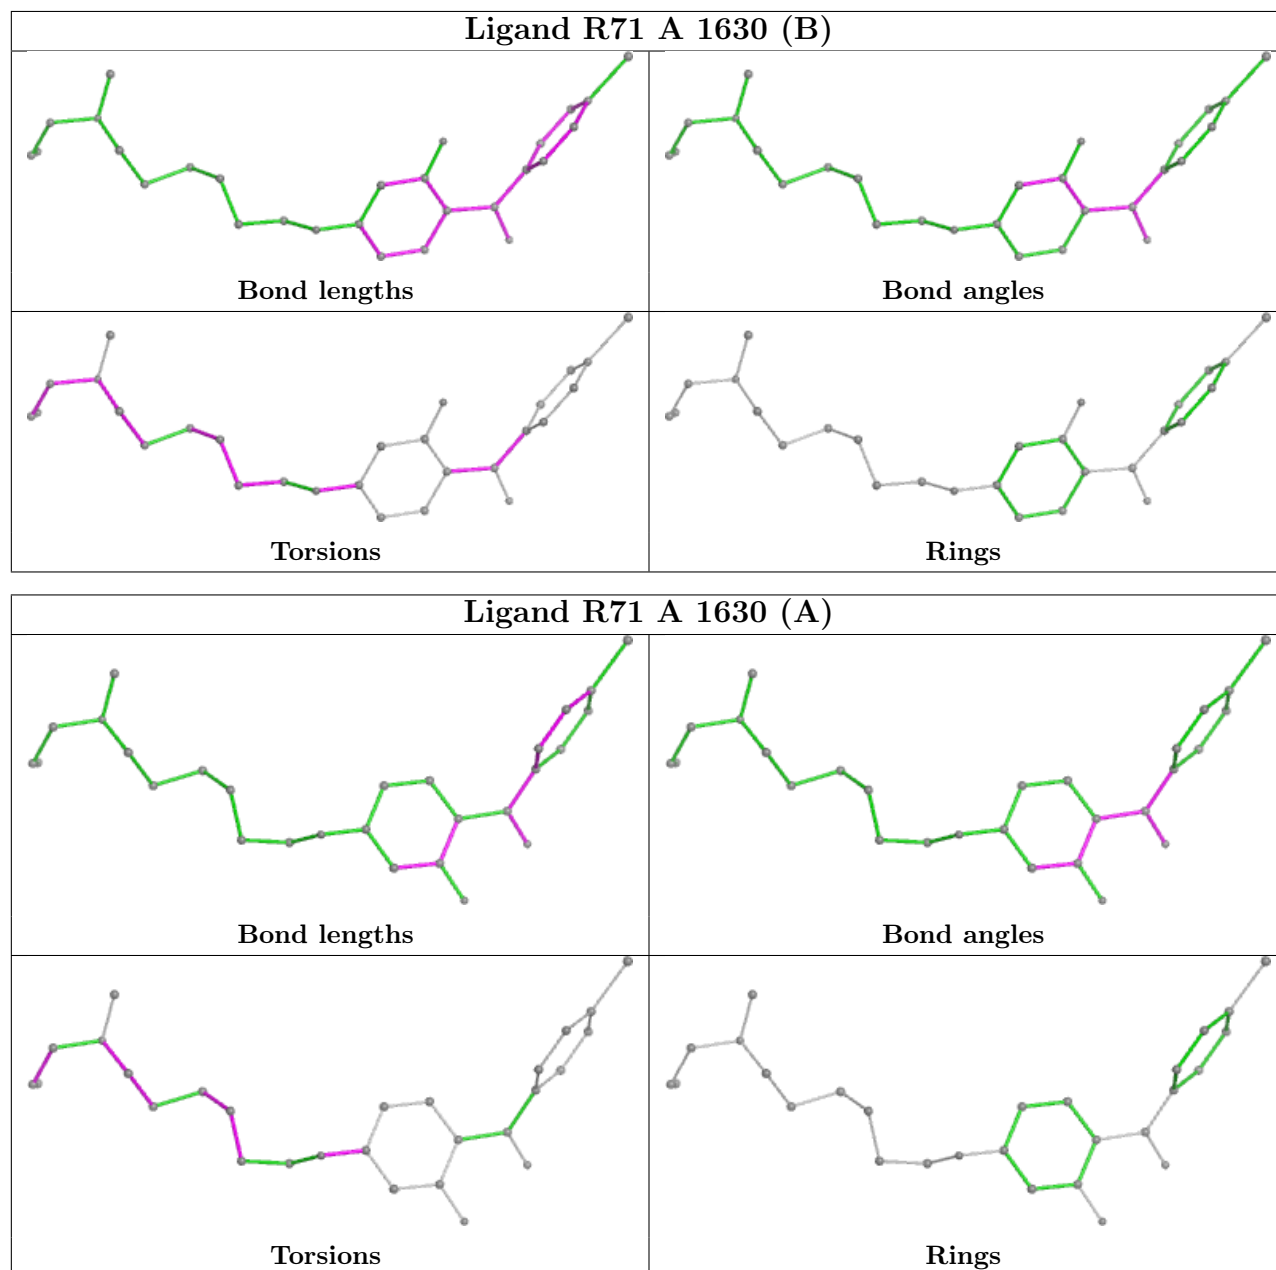 Ligand R71 A 1630 (B)
Bond lengths
Bond angles
Torsions
Rings
Ligand R71 A 1630 (A)
Bond lengths
Bond angles
Torsions
Rings